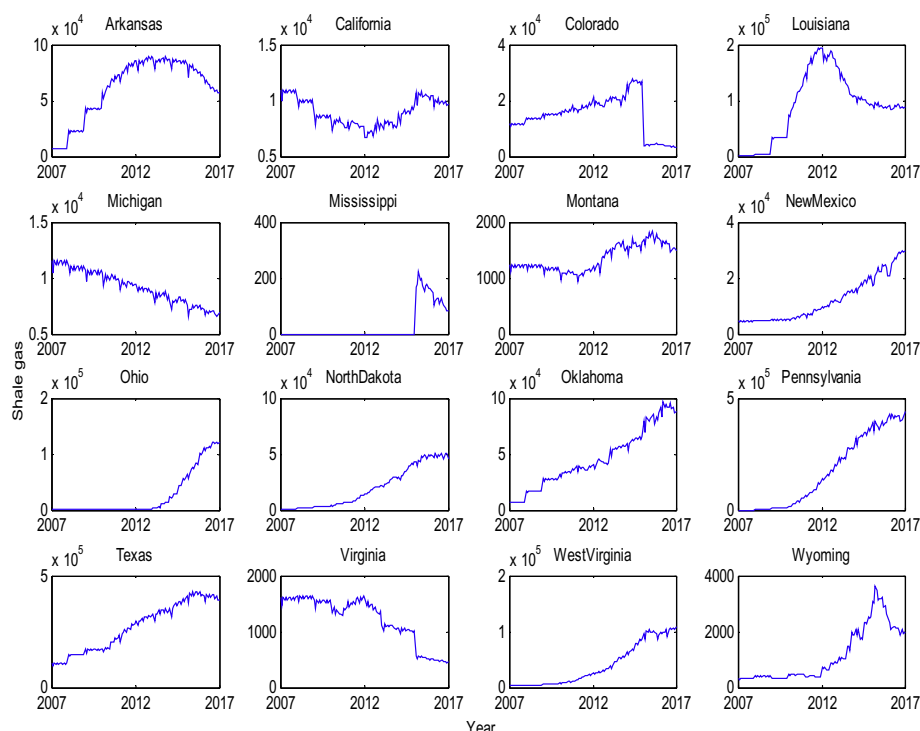 Arkansas
x 10^4
10
5
0
2007 2012 2017
California
x 10^4
1.5
1
0.5
2007 2012 2017
Colorado
x 10^4
4
2
0
2007 2012 2017
Louisiana
x 10^5
2
1
0
2007 2012 2017
Michigan
x 10^4
1.5
1
0.5
2007 2012 2017
Mississippi
400
200
0
2007 2012 2017
Montana
2000
1000
0
2007 2012 2017
NewMexico
x 10^4
4
2
0
2007 2012 2017
Shale gas
Ohio
x 10^5
2
1
0
2007 2012 2017
NorthDakota
x 10^4
10
5
0
2007 2012 2017
Oklahoma
x 10^4
10
5
0
2007 2012 2017
Pennsylvania
x 10^5
5
0
2007 2012 2017
Texas
x 10^5
5
0
2007 2012 2017
Virginia
2000
1000
0
2007 2012 2017
WestVirginia
x 10^5
2
1
0
2007 2012 2017
Wyoming
4000
2000
0
2007 2012 2017
Year